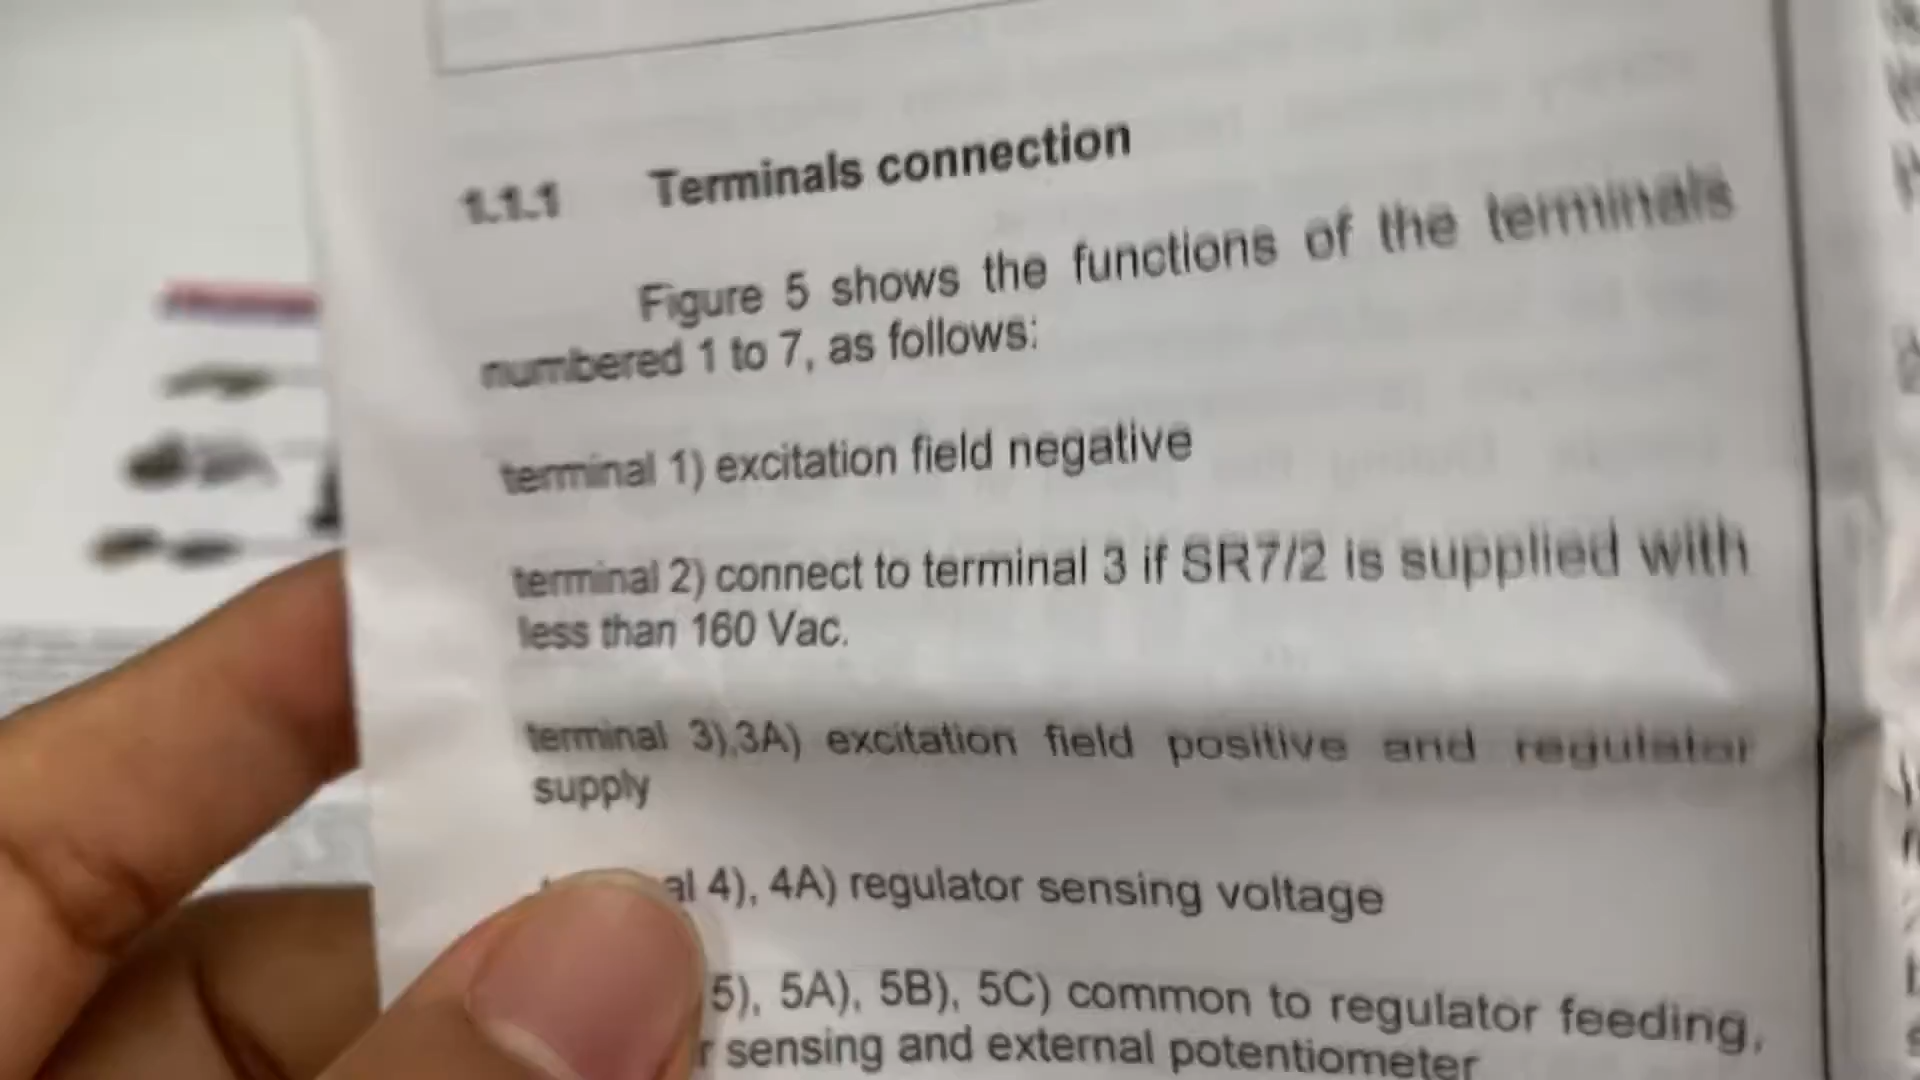 1.1.1 Terminals connection
Figure 5 shows the functions of the terminals
numbered 1 to 7, as follows:
terminal 1) excitation field negative
terminal 2) connect to terminal 3 if SR7/2 is supplied with
less than 160 Vac.
terminal 3),3A) excitation field positive and regulator
supply
al 4), 4A) regulator sensing voltage
5), 5A), 5B), 5C) common to regulator feeding,
r sensing and external potentiometer